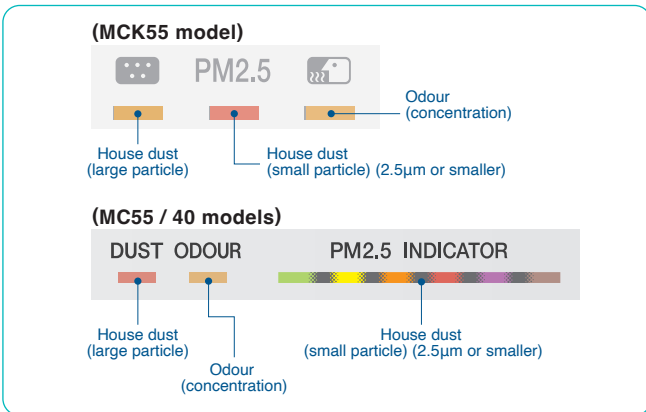 (MCK55 model)
PM2.5
Odour
(concentration)
House dust
(large particle)
House dust
(small particle) (2.5μm or smaller)
(MC55 / 40 models)
DUST ODOUR PM2.5 INDICATOR
House dust
(large particle)
House dust
(small particle) (2.5μm or smaller)
Odour
(concentration)